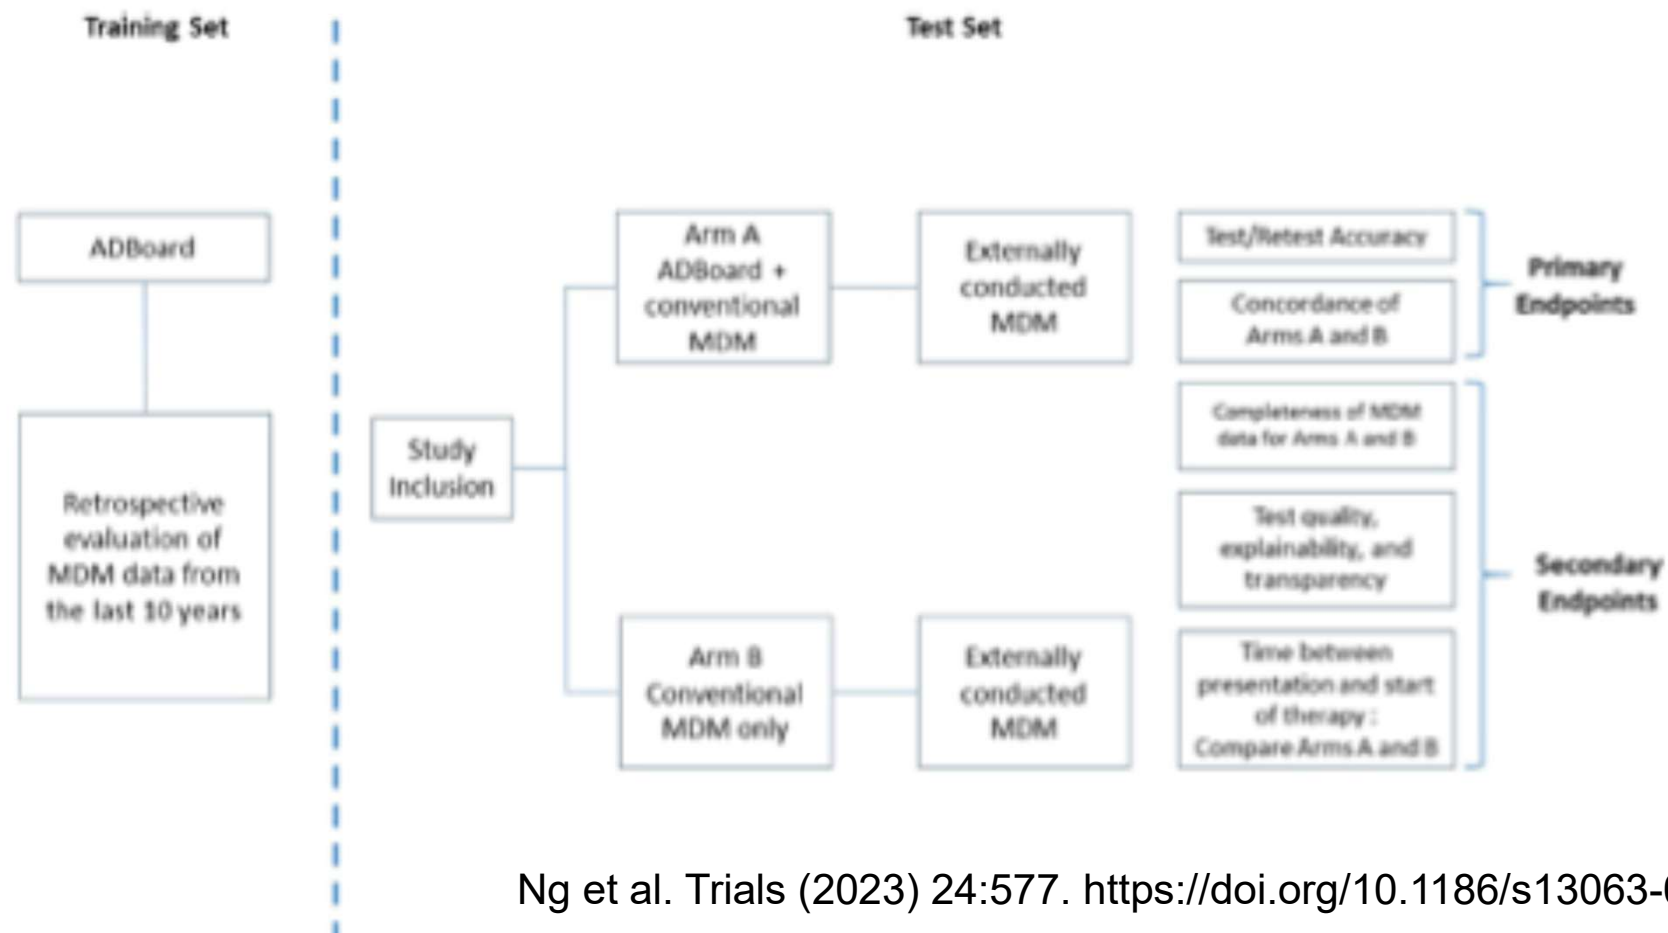 Training Set
Test Set
ADBoard
Retrospective
evaluation of
MDM data from
the last 10 years
Study
Inclusion
Arm A
ADBoard +
conventional
MDM
Externally
conducted
MDM
Arm B
Conventional
MDM only
Externally
conducted
MDM
Test/Retest Accuracy
Concordance of
Arms A and B
Primary
Endpoints
Completeness of MDM
data for Arms A and B
Test quality,
explainability, and
transparency
Time between
presentation and start
of therapy :
Compare Arms A and B
Secondary
Endpoints
Ng et al. Trials (2023) 24:577. https://doi.org/10.1186/s13063-